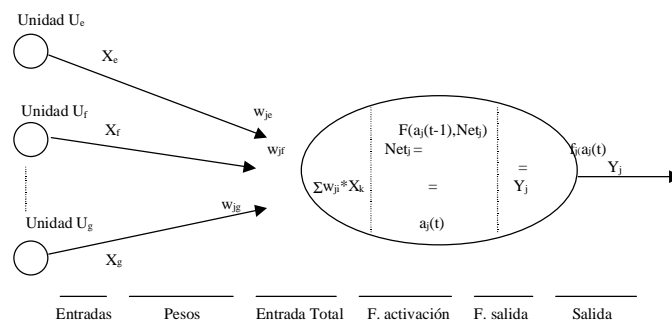 Unidad Ue
Xe
wje
Unidad Uf
Xf
wjf
F(aj(t-1),Netj)
Netj =
fj(aj(t)
=
Yj
∑wji*Xk
=
Yj
Unidad Ug
wjg
aj(t)
Xg
Entradas Pesos Entrada Total F. activación F. salida Salida